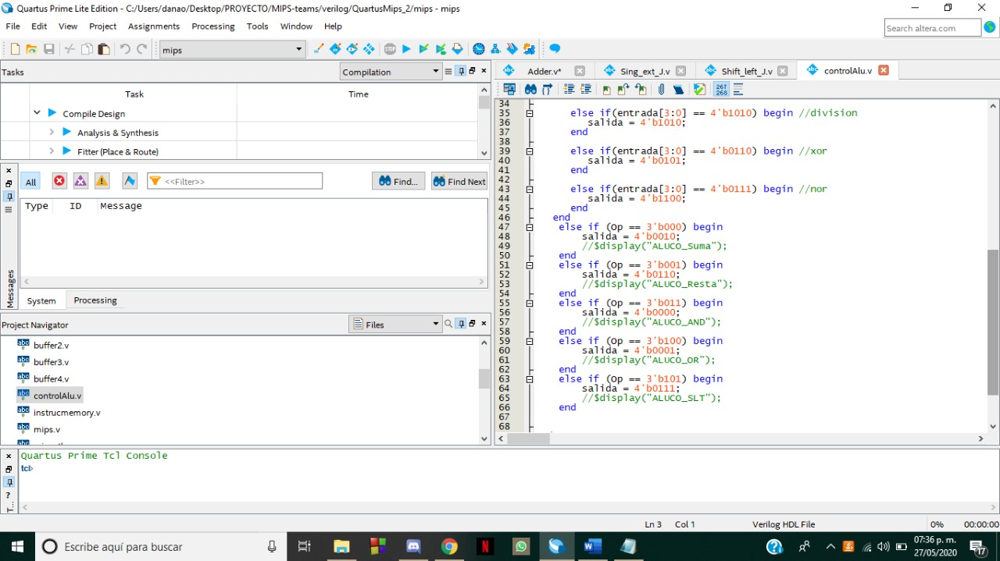 Quartus Prime Lite Edition - C:/Users/danao/Desktop/PROYECTO/MIPS-teams/verilog/QuartusMips_2/mips - mips
File Edit View Project Assignments Processing Tools Window Help
Search altera.com
mips
Tasks
Compilation
Task Time
Compile Design
Analysis & Synthesis
Fitter (Place & Route)
All
<<Filter>>
Find...
Find Next
Type ID Message
Messages
System Processing
Project Navigator
Files
buffer2.v
buffer3.v
buffer4.v
controlAlu.v
instrucmemory.v
mips.v
Adder.v* Sing_ext_J.v Shift_left_J.v controlAlu.v
267
268
34
35 else if(entrada[3:0] == 4'b1010) begin //division
36 salida = 4'b1010;
37 end
38
39 else if(entrada[3:0] == 4'b0110) begin //xor
40 salida = 4'b0101;
41 end
42
43 else if(entrada[3:0] == 4'b0111) begin //nor
44 salida = 4'b1100;
45 end
46 end
47 else if (Op == 3'b000) begin
48 salida = 4'b0010;
49 //$display("ALUCO_Suma");
50 end
51 else if (Op == 3'b001) begin
52 salida = 4'b0110;
53 //$display("ALUCO_Resta");
54 end
55 else if (Op == 3'b011) begin
56 salida = 4'b0000;
57 //$display("ALUCO_AND");
58 end
59 else if (Op == 3'b100) begin
60 salida = 4'b0001;
61 //$display("ALUCO_OR");
62 end
63 else if (Op == 3'b101) begin
64 salida = 4'b0111;
65 //$display("ALUCO_SLT");
66 end
67
68
Quartus Prime Tcl Console
tcl>
Ln 3 Col 1 Verilog HDL File 0% 00:00:00
Escribe aquí para buscar
07:36 p. m.
27/05/2020
17